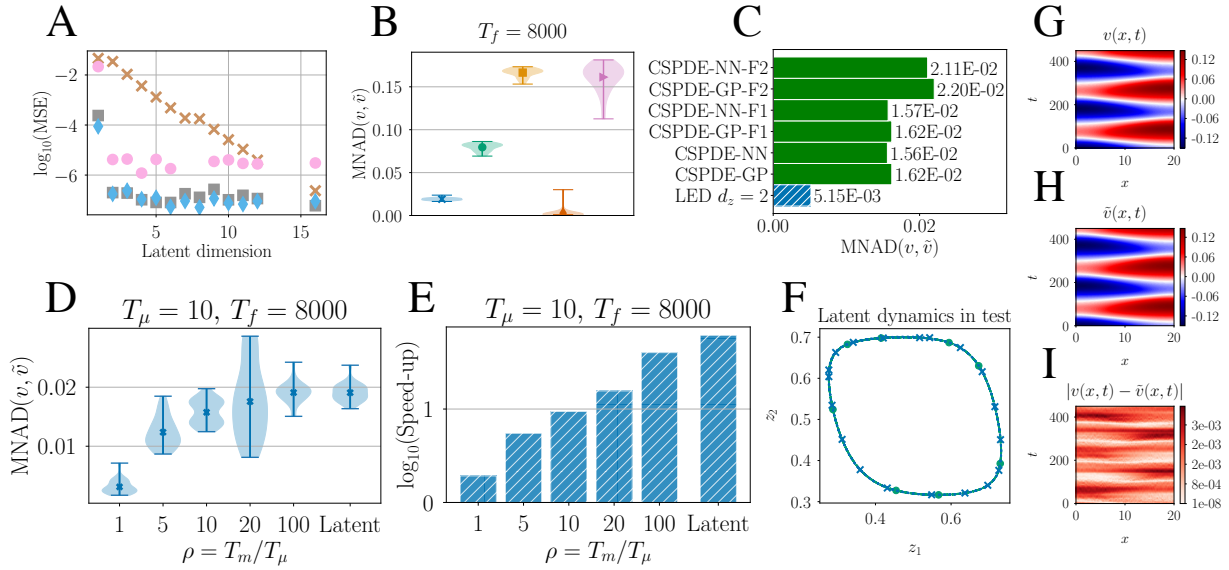 A
−2
−4
−6
log₁₀(MSE)
5
10
15
Latent dimension
B
T_f = 8000
0.15
0.10
0.05
0.00
MNAD(v, ṽ)
C
CSPDE-NN-F2
CSPDE-GP-F2
CSPDE-NN-F1
CSPDE-GP-F1
CSPDE-NN
CSPDE-GP
LED d_z = 2
2.11E-02
2.20E-02
1.57E-02
1.62E-02
1.56E-02
1.62E-02
5.15E-03
0.00
0.02
MNAD(v, ṽ)
G
v(x, t)
400
200
0
t
0
10
20
x
0.12
0.06
0.00
-0.06
-0.12
H
ṽ(x, t)
400
200
0
t
0
10
20
x
0.12
0.06
0.00
-0.06
-0.12
D
T_μ = 10, T_f = 8000
0.02
0.01
MNAD(v, ṽ)
1
5
10
20
100
Latent
ρ = T_m/T_μ
E
T_μ = 10, T_f = 8000
1
0
log₁₀(Speed-up)
1
5
10
20
100
Latent
ρ = T_m/T_μ
F
Latent dynamics in test
0.7
0.6
0.5
0.4
0.3
z₂
0.4
0.6
z₁
I
|v(x, t) − ṽ(x, t)|
400
200
0
t
0
10
20
x
3e-03
2e-03
2e-03
8e-04
1e-08